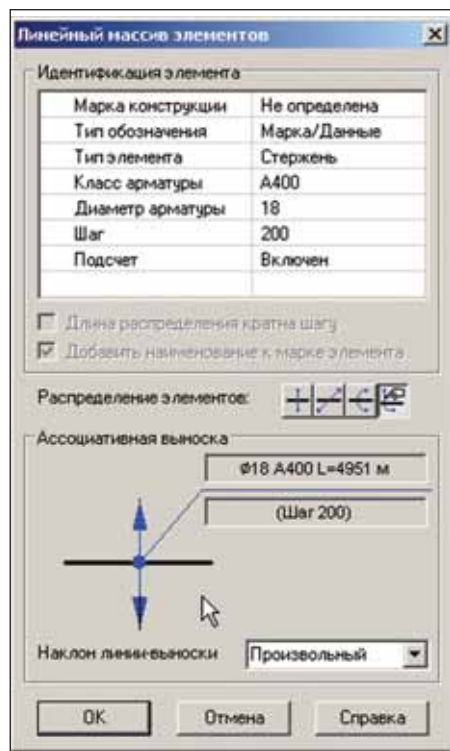 Линейный массив элементов
Идентификация элемента
Марка конструкции Не определена
Тип обозначения Марка/Данные
Тип элемента Стержень
Класс арматуры А400
Диаметр арматуры 18
Шаг 200
Подсчет Включен
Длина распределения кратна шагу
Добавить наименование к марке элемента
Распределение элементов:
Ассоциативная выноска
ø18 А400 L=4951 м
(Шаг 200)
Наклон линии-выноски Произвольный
OK Отмена Справка